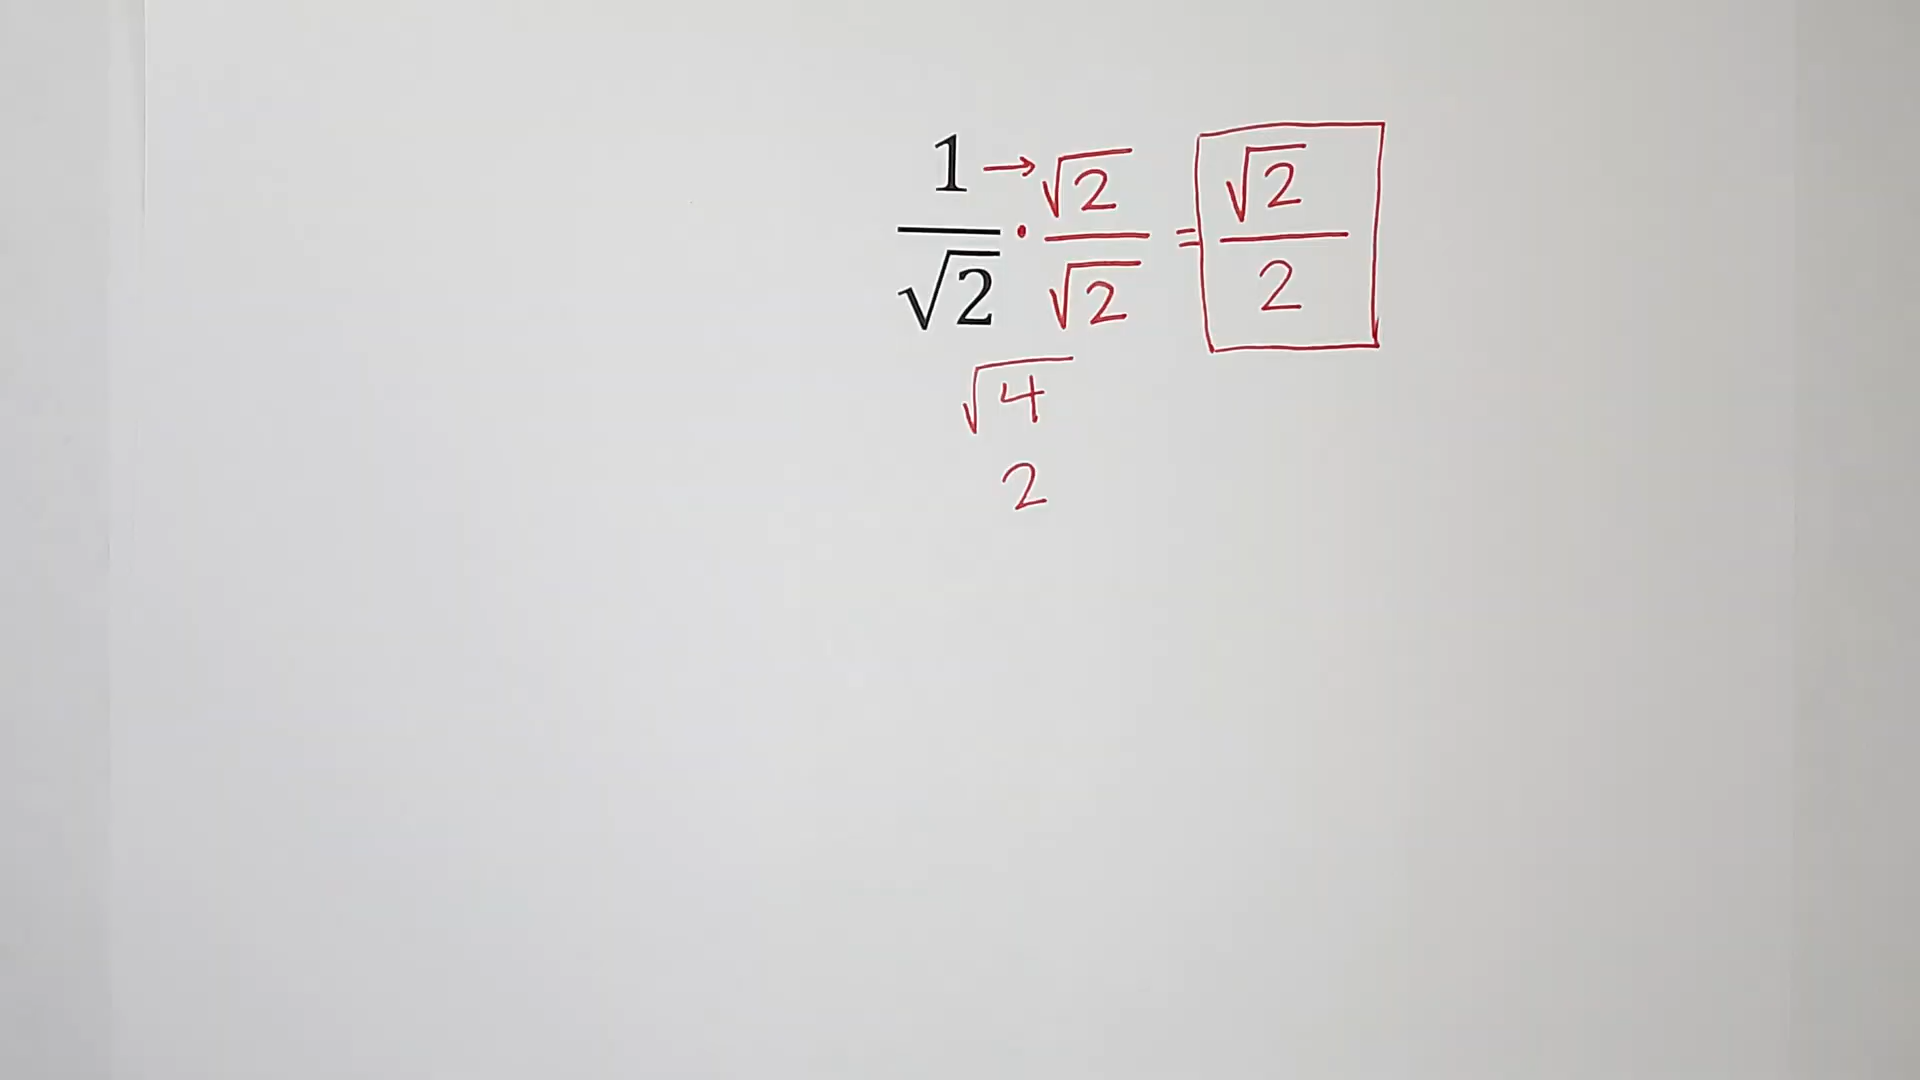 1/√2 → · √2/√2 = √2/2
√4
2